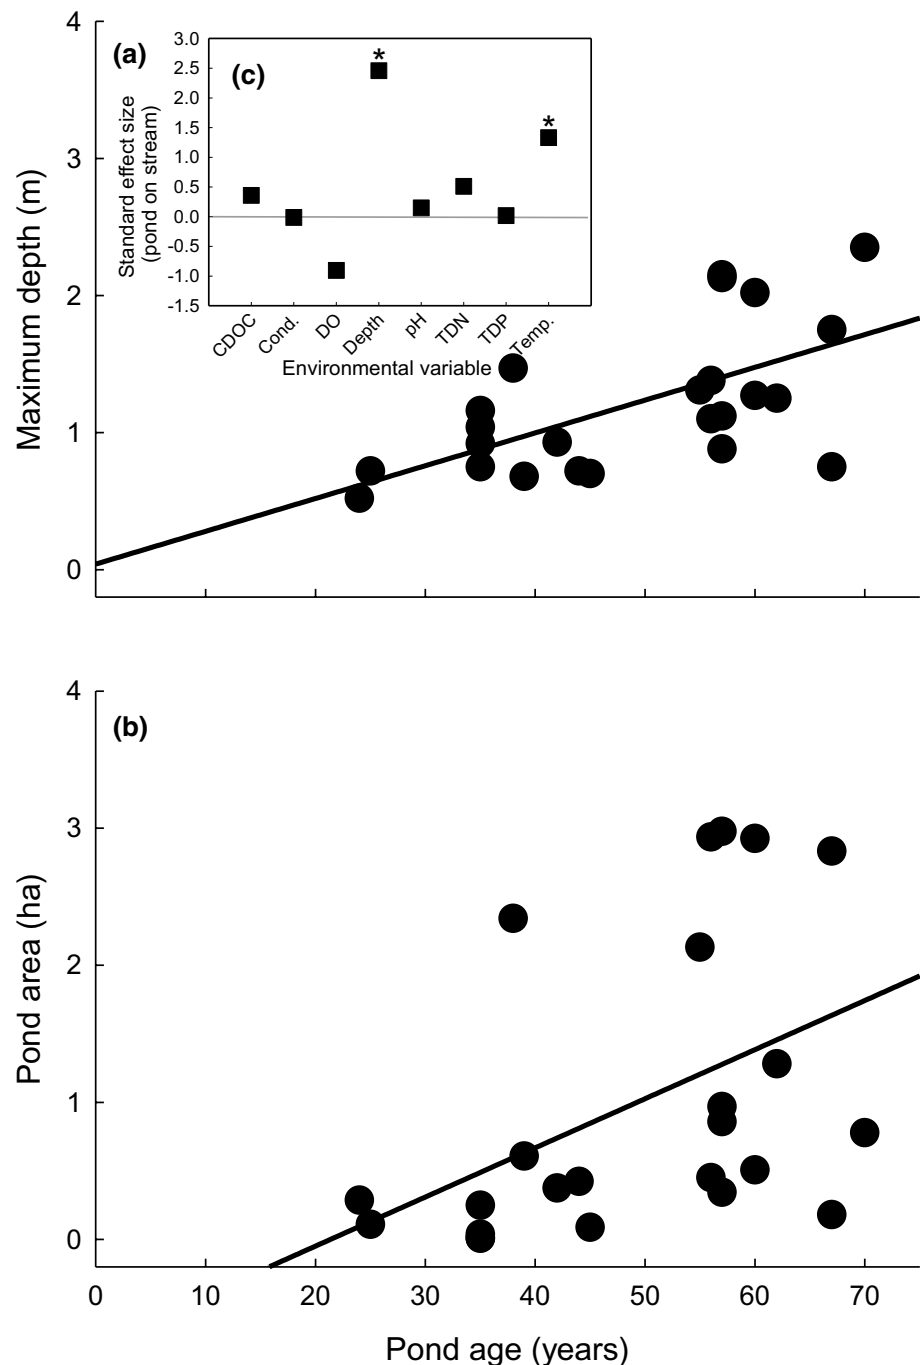 (a)
4
3
2
1
0
Maximum depth (m)
(c)
3.0
2.5
2.0
1.5
1.0
0.5
0.0
-0.5
-1.0
-1.5
Standard effect size
(pond on stream)
*
*
CDOC
Cond.
DO
Depth
pH
TDN
TDP
Temp.
Environmental variable
(b)
4
3
2
1
0
Pond area (ha)
0 10 20 30 40 50 60 70
Pond age (years)